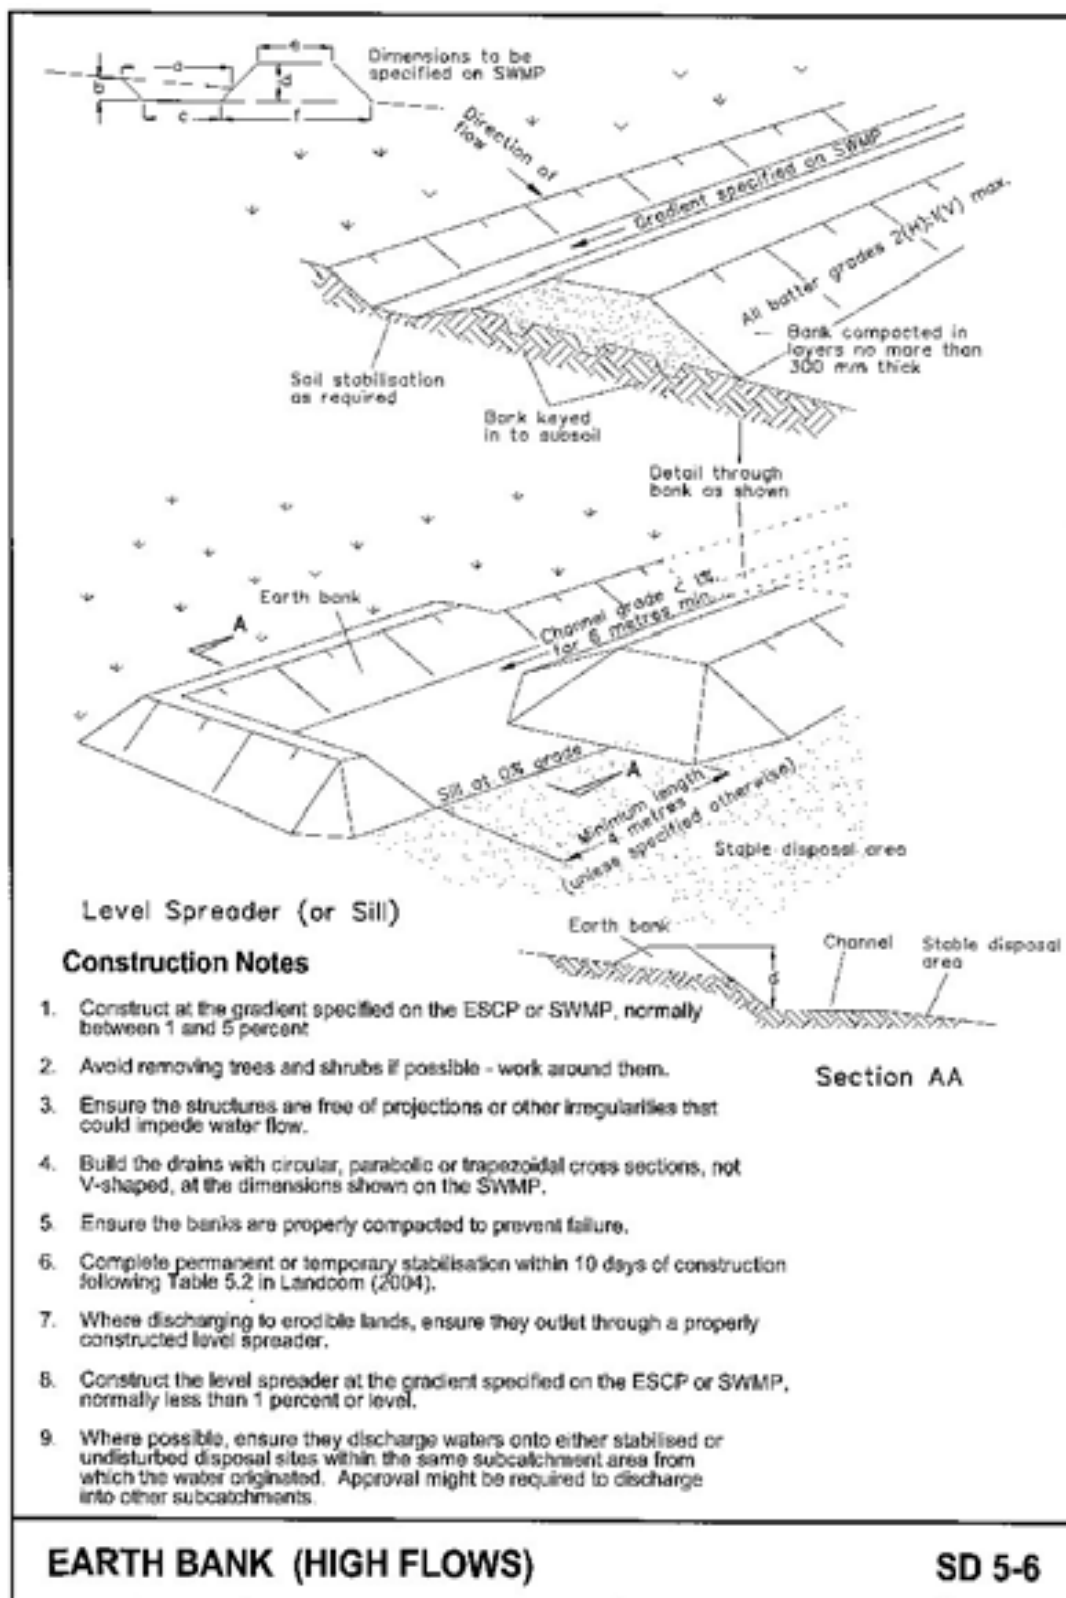 e
Dimensions to be
specified on SWMP
a
b
d
c
f
Direction of
flow
Gradient specified on SWMP
All batter grades 2(H):1(V) max.
Bank compacted in
layers no more than
300 mm thick
Soil stabilisation
as required
Bank keyed
in to subsoil
Detail through
bank as shown
Earth bank
A
Channel grade < 1%
for 6 metres min.
Sill at 0% grade
A
Minimum length
4 metres
(unless specified otherwise)
Stable disposal area
Level Spreader (or Sill)
Earth bank
Channel
Stable disposal
area
d
Section AA
Construction Notes
1. Construct at the gradient specified on the ESCP or SWMP, normally
between 1 and 5 percent
2. Avoid removing trees and shrubs if possible - work around them.
3. Ensure the structures are free of projections or other irregularities that
could impede water flow.
4. Build the drains with circular, parabolic or trapezoidal cross sections, not
V-shaped, at the dimensions shown on the SWMP.
5. Ensure the banks are properly compacted to prevent failure.
6. Complete permanent or temporary stabilisation within 10 days of construction
following Table 5.2 in Landcom (2004).
7. Where discharging to erodible lands, ensure they outlet through a properly
constructed level spreader.
8. Construct the level spreader at the gradient specified on the ESCP or SWMP,
normally less than 1 percent or level.
9. Where possible, ensure they discharge waters onto either stabilised or
undisturbed disposal sites within the same subcatchment area from
which the water originated. Approval might be required to discharge
into other subcatchments.
EARTH BANK (HIGH FLOWS)
SD 5-6